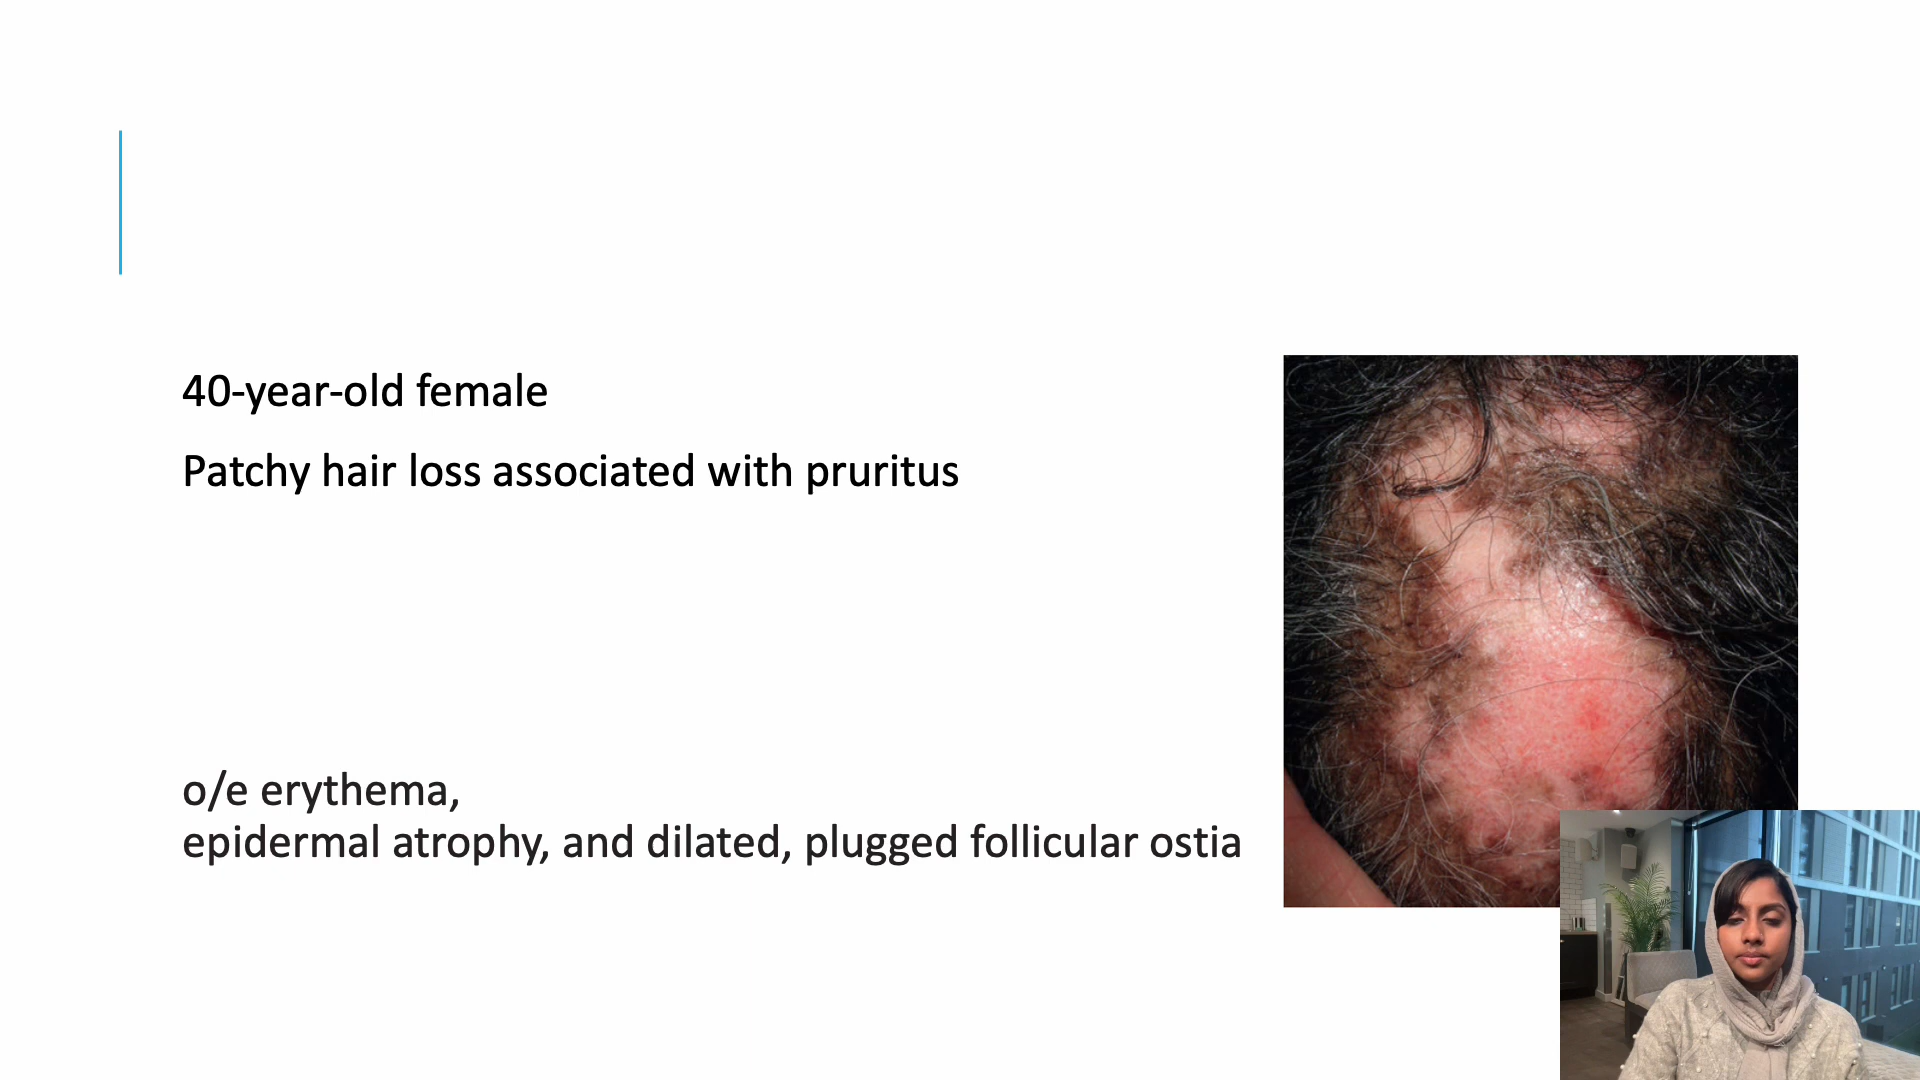 40-year-old female
Patchy hair loss associated with pruritus
o/e erythema,
epidermal atrophy, and dilated, plugged follicular ostia